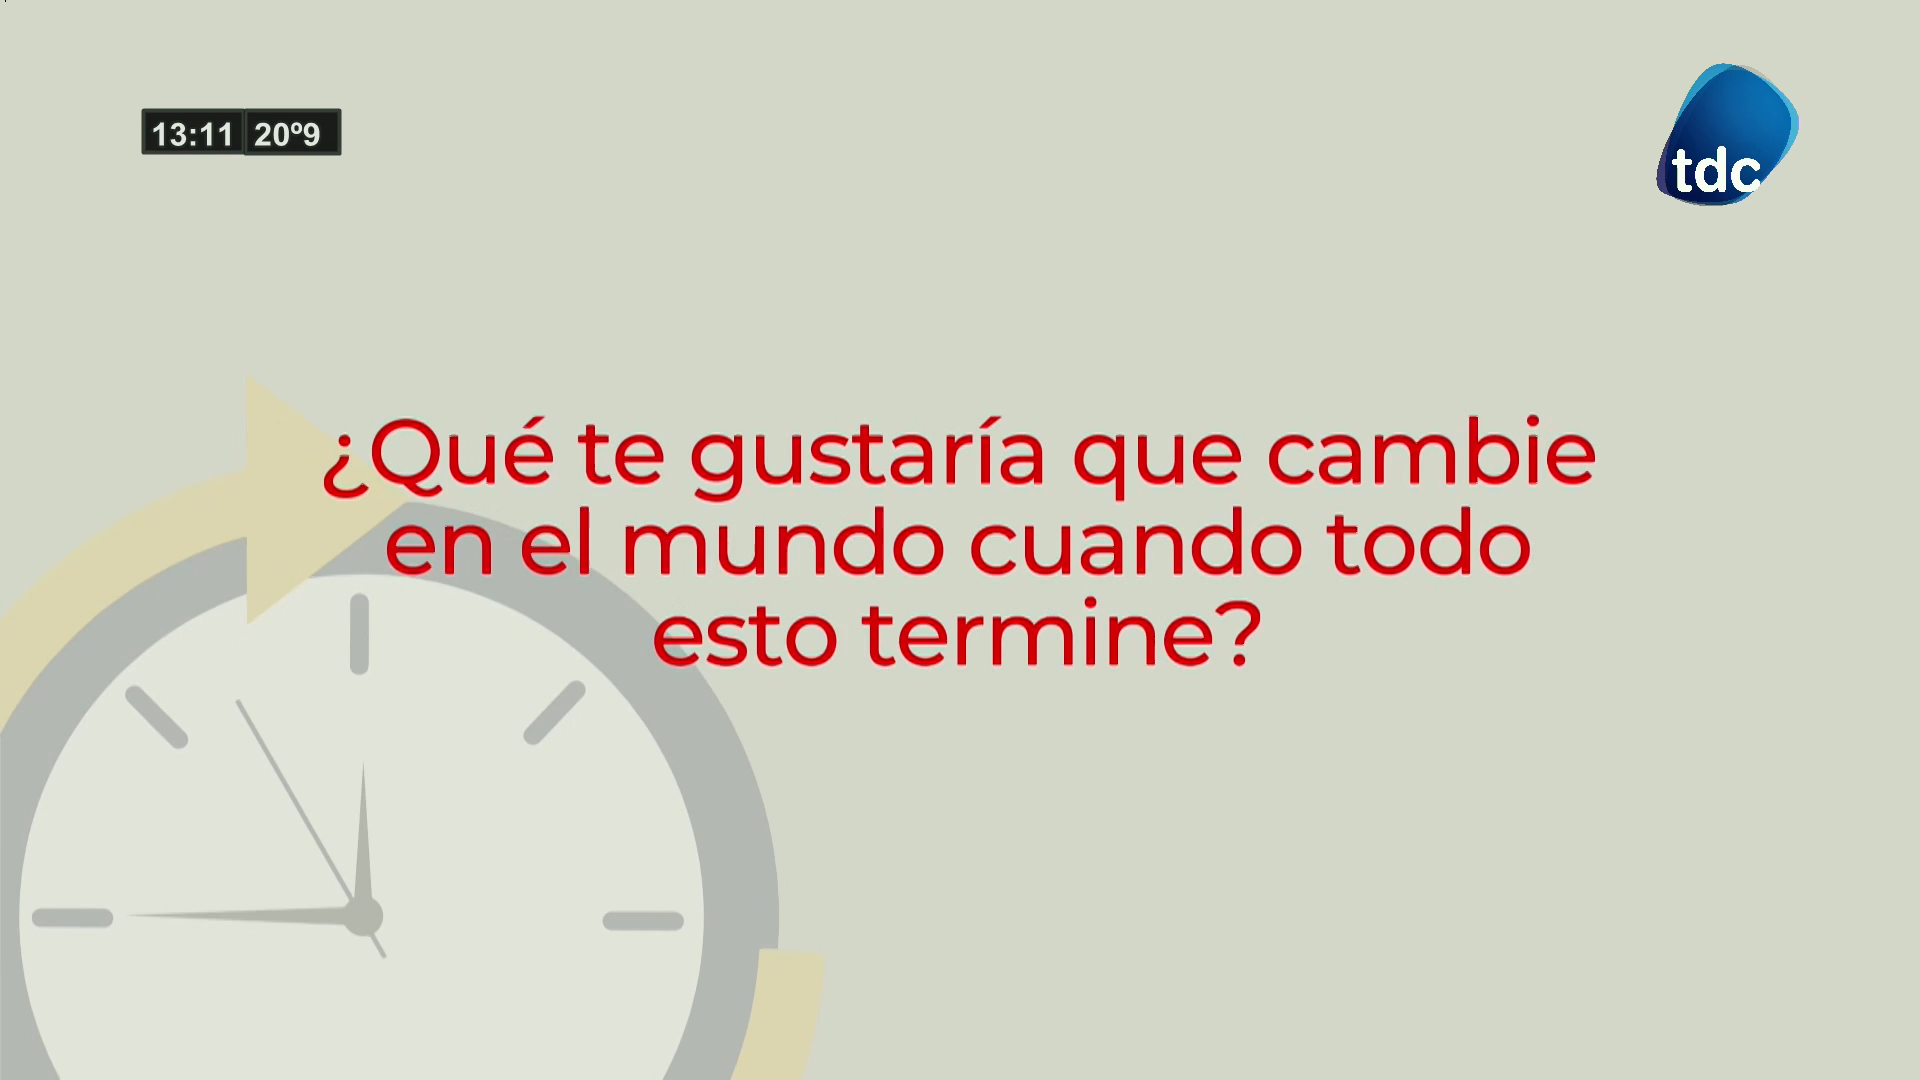 13:11 20º9
tdc
¿Qué te gustaría que cambie
en el mundo cuando todo
esto termine?